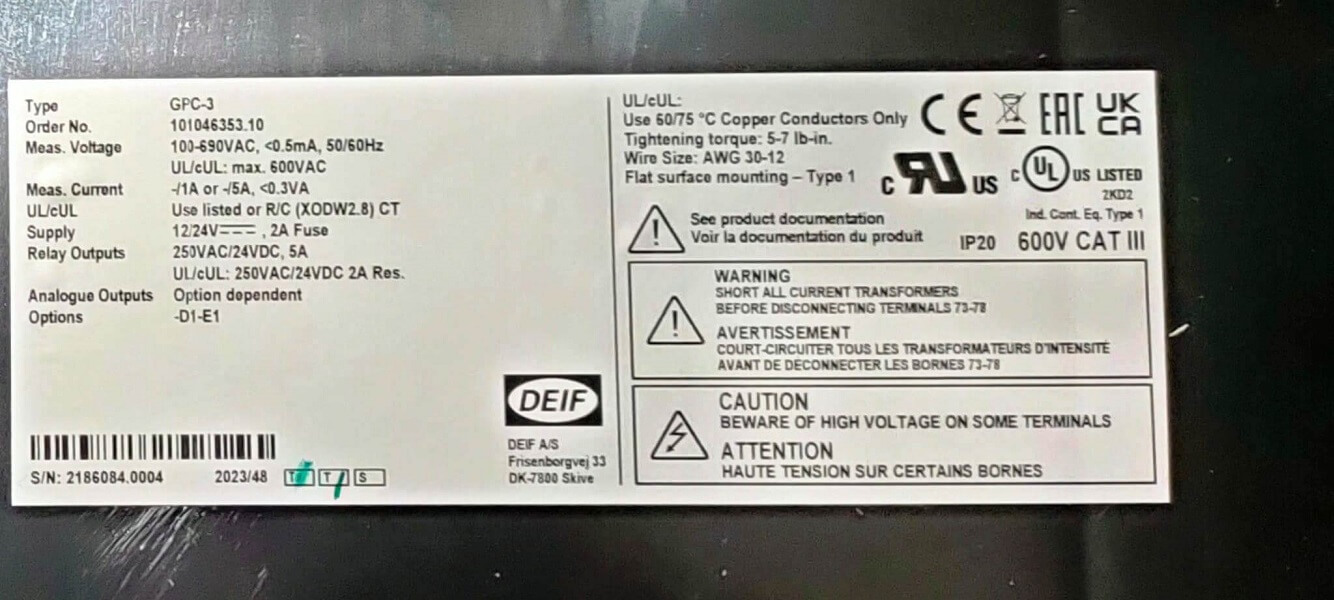 Type GPC-3
Order No. 101046353.10
Meas. Voltage 100-690VAC, <0.5mA, 50/60Hz
UL/cUL: max. 600VAC
Meas. Current -/1A or -/5A, <0.3VA
UL/cUL Use listed or R/C (XODW2.8) CT
Supply 12/24V⎓, 2A Fuse
Relay Outputs 250VAC/24VDC, 5A
UL/cUL: 250VAC/24VDC 2A Res.
Analogue Outputs Option dependent
Options -D1-E1
DEIF
DEIF A/S
Frisenborgvej 33
DK-7800 Skive
S/N: 2186084.0004 2023/48 T T S
UL/cUL:
Use 60/75 °C Copper Conductors Only
Tightening torque: 5-7 lb-in.
Wire Size: AWG 30-12
Flat surface mounting – Type 1
CE EAC UK CA
c RU US
c UL US LISTED
2KD2
Ind. Cont. Eq. Type 1
IP20 600V CAT III
See product documentation
Voir la documentation du produit
WARNING
SHORT ALL CURRENT TRANSFORMERS
BEFORE DISCONNECTING TERMINALS 73-78
AVERTISSEMENT
COURT-CIRCUITER TOUS LES TRANSFORMATEURS D'INTENSITÉ
AVANT DE DÉCONNECTER LES BORNES 73-78
CAUTION
BEWARE OF HIGH VOLTAGE ON SOME TERMINALS
ATTENTION
HAUTE TENSION SUR CERTAINS BORNES